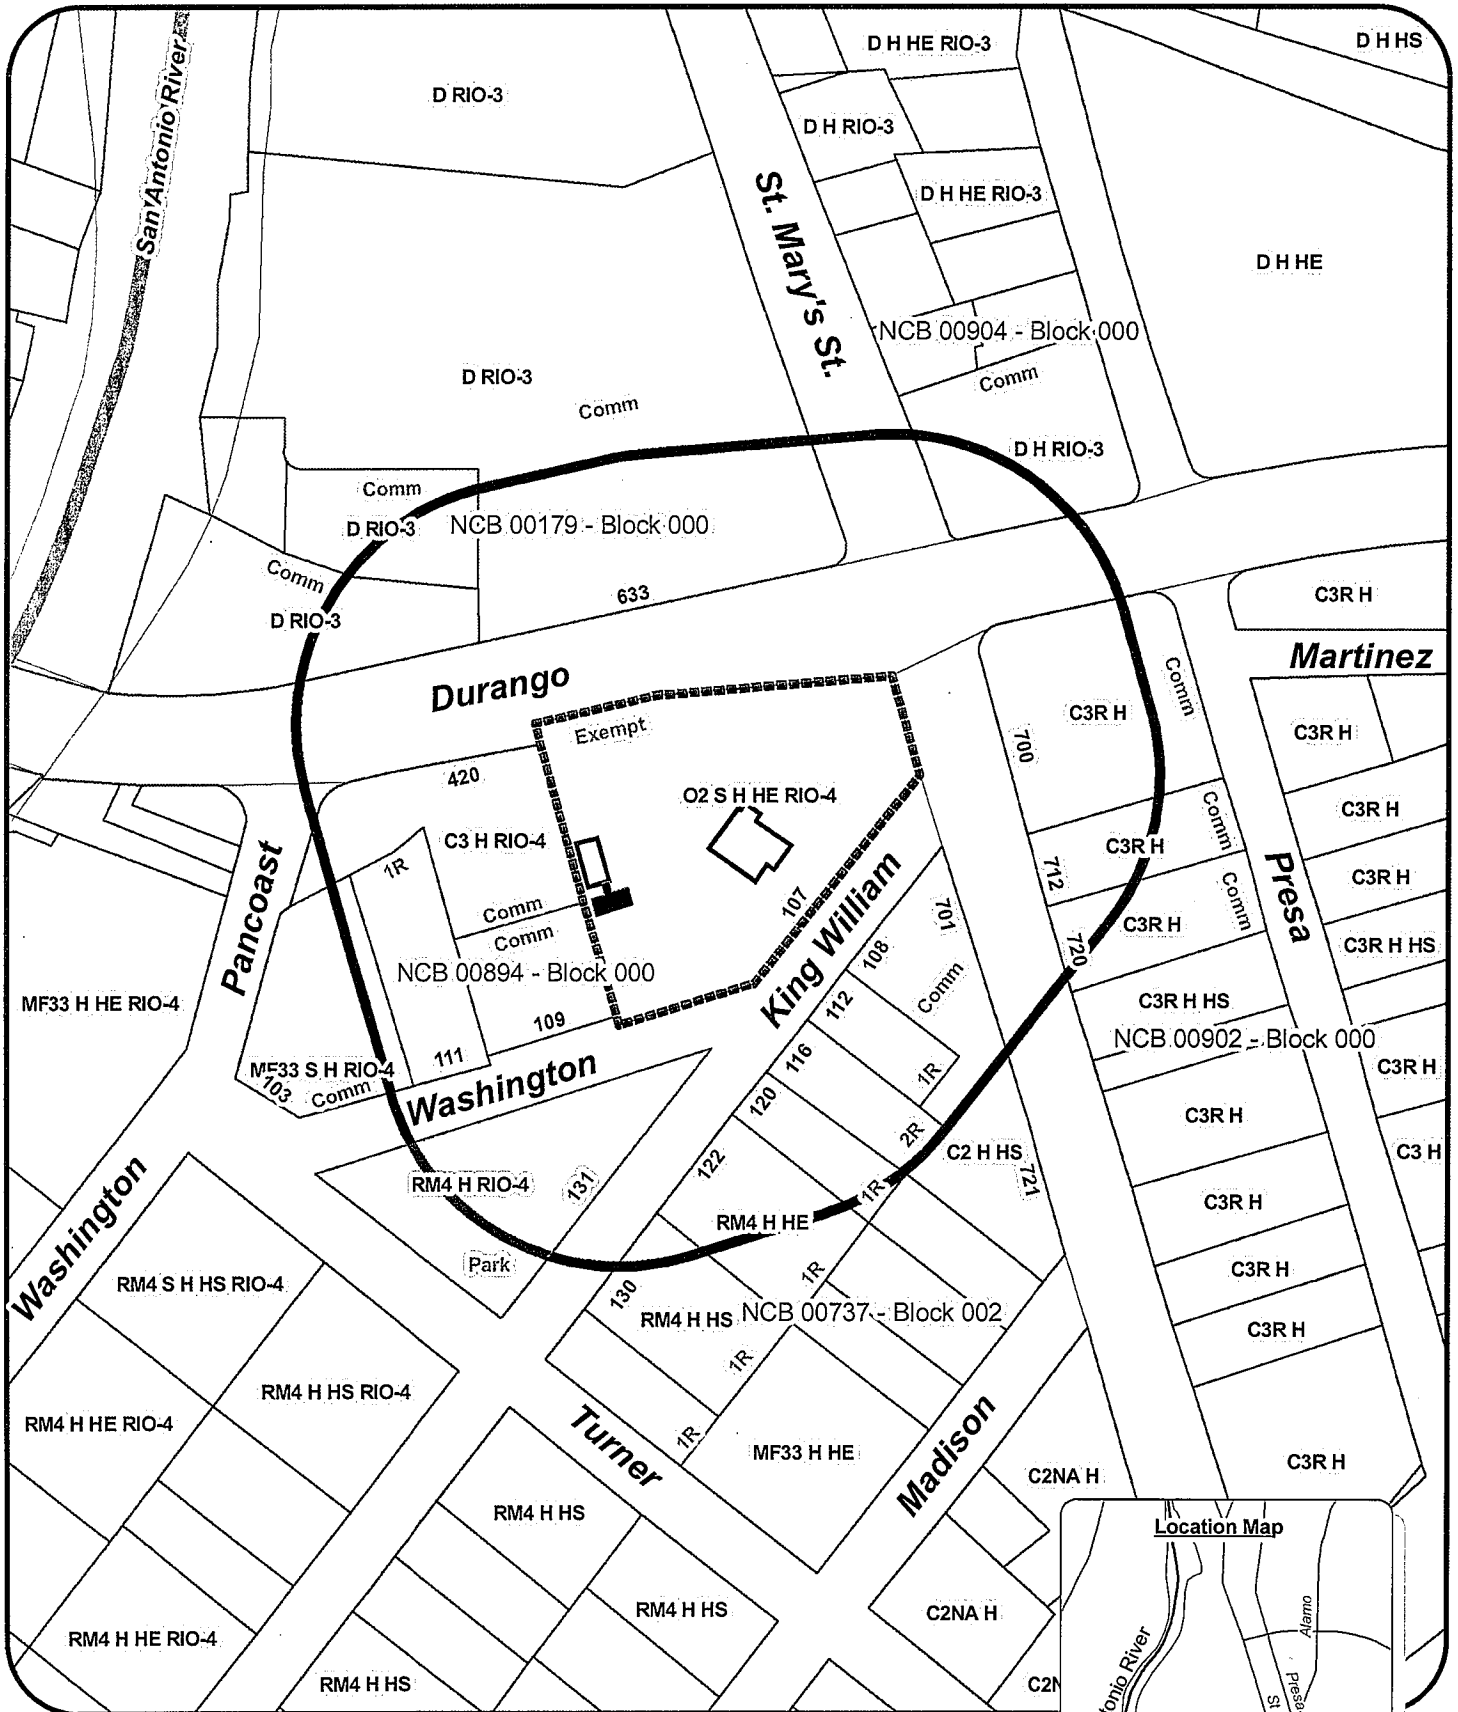 D H HE RIO-3
D H HS
D RIO-3
San Antonio River
D H RIO-3
D H HE RIO-3
St. Mary's St.
D H HE
NCB 00904 - Block 000
D RIO-3
Comm
Comm
D H RIO-3
Comm
D RIO-3
NCB 00179 - Block 000
Comm
633
D RIO-3
C3R H
Martinez
Durango
Comm
Exempt
C3R H
700
C3R H
420
O2 S H HE RIO-4
C3R H
C3 H RIO-4
Comm
C3R H
1R
712
Pancoast
107
King William
Presa
C3R H
Comm
Comm
701
Comm
C3R H
720
C3R H HS
108
NCB 00894 - Block 000
Comm
112
MF33 H HE RIO-4
C3R H HS
109
NCB 00902 - Block 000
111
116
C3R H
MF33 S H RIO-4
1R
103
Comm
Washington
120
C3R H
2R
C2 H HS
C3 H
122
721
RM4 H RIO-4
131
1R
C3R H
Washington
RM4 H HE
Park
1R
C3R H
RM4 S H HS RIO-4
130
RM4 H HS
NCB 00737 - Block 002
C3R H
1R
RM4 H HS RIO-4
RM4 H HE RIO-4
1R
Turner
MF33 H HE
Madison
C3R H
C2NA H
RM4 H HS
Location Map
RM4 H HS
C2NA H
Alamo
RM4 H HE RIO-4
RM4 H HS
C2N
tonio River
St
Presa